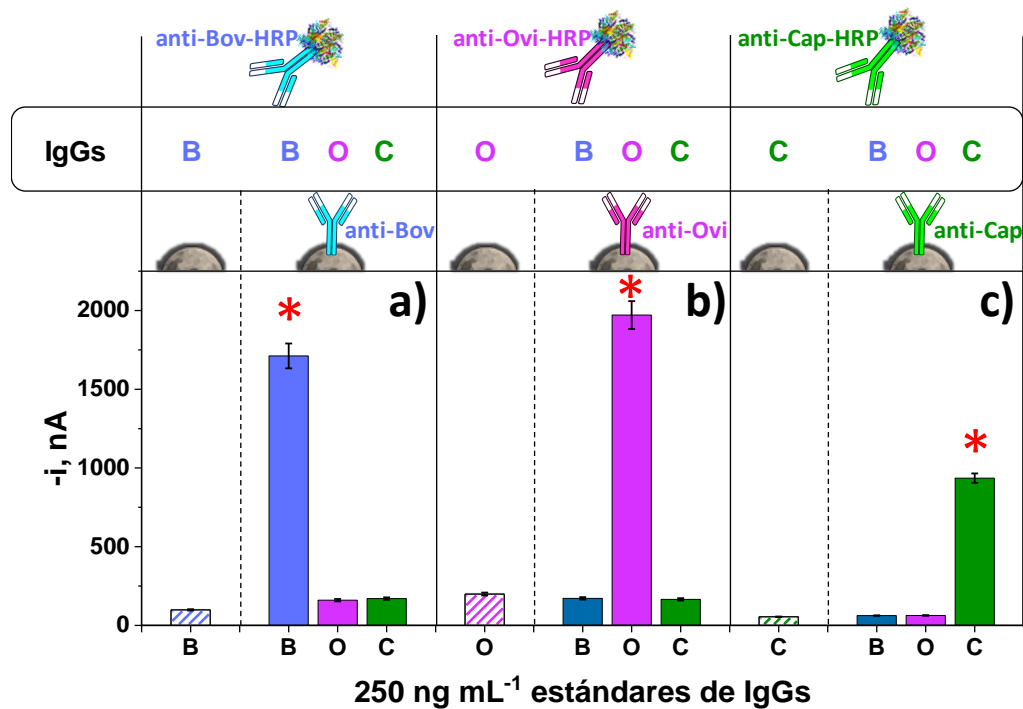 anti-Bov-HRP anti-Ovi-HRP anti-Cap-HRP
IgGs B B O C O B O C C B O C
anti-Bov anti-Ovi anti-Cap
a) b) c)
* * *
2000
1500
1000
500
0
-i, nA
B B O C O B O C C B O C
250 ng mL⁻¹ estándares de IgGs